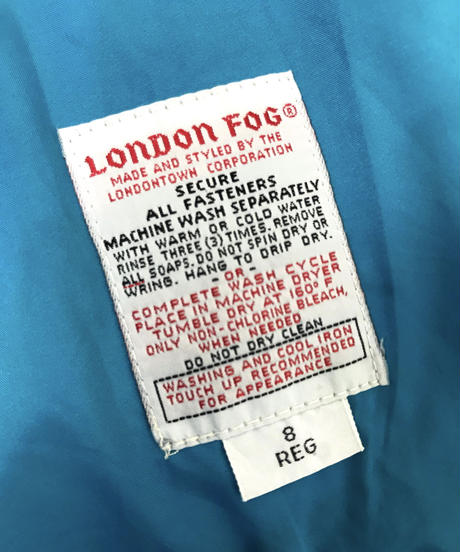 LONDON FOG®
MADE AND STYLED BY THE
LONDONTOWN CORPORATION
SECURE
ALL FASTENERS
MACHINE WASH SEPARATELY
WITH WARM OR COLD WATER
RINSE THREE (3) TIMES. REMOVE
ALL SOAPS. DO NOT SPIN DRY OR
WRING. HANG TO DRIP DRY.
-OR-
COMPLETE WASH CYCLE
PLACE IN MACHINE DRYER
TUMBLE DRY AT 160° F
ONLY NON-CHLORINE BLEACH,
WHEN NEEDED
DO NOT DRY CLEAN
WASHING AND COOL IRON
TOUCH UP RECOMMENDED
FOR APPEARANCE
8
REG